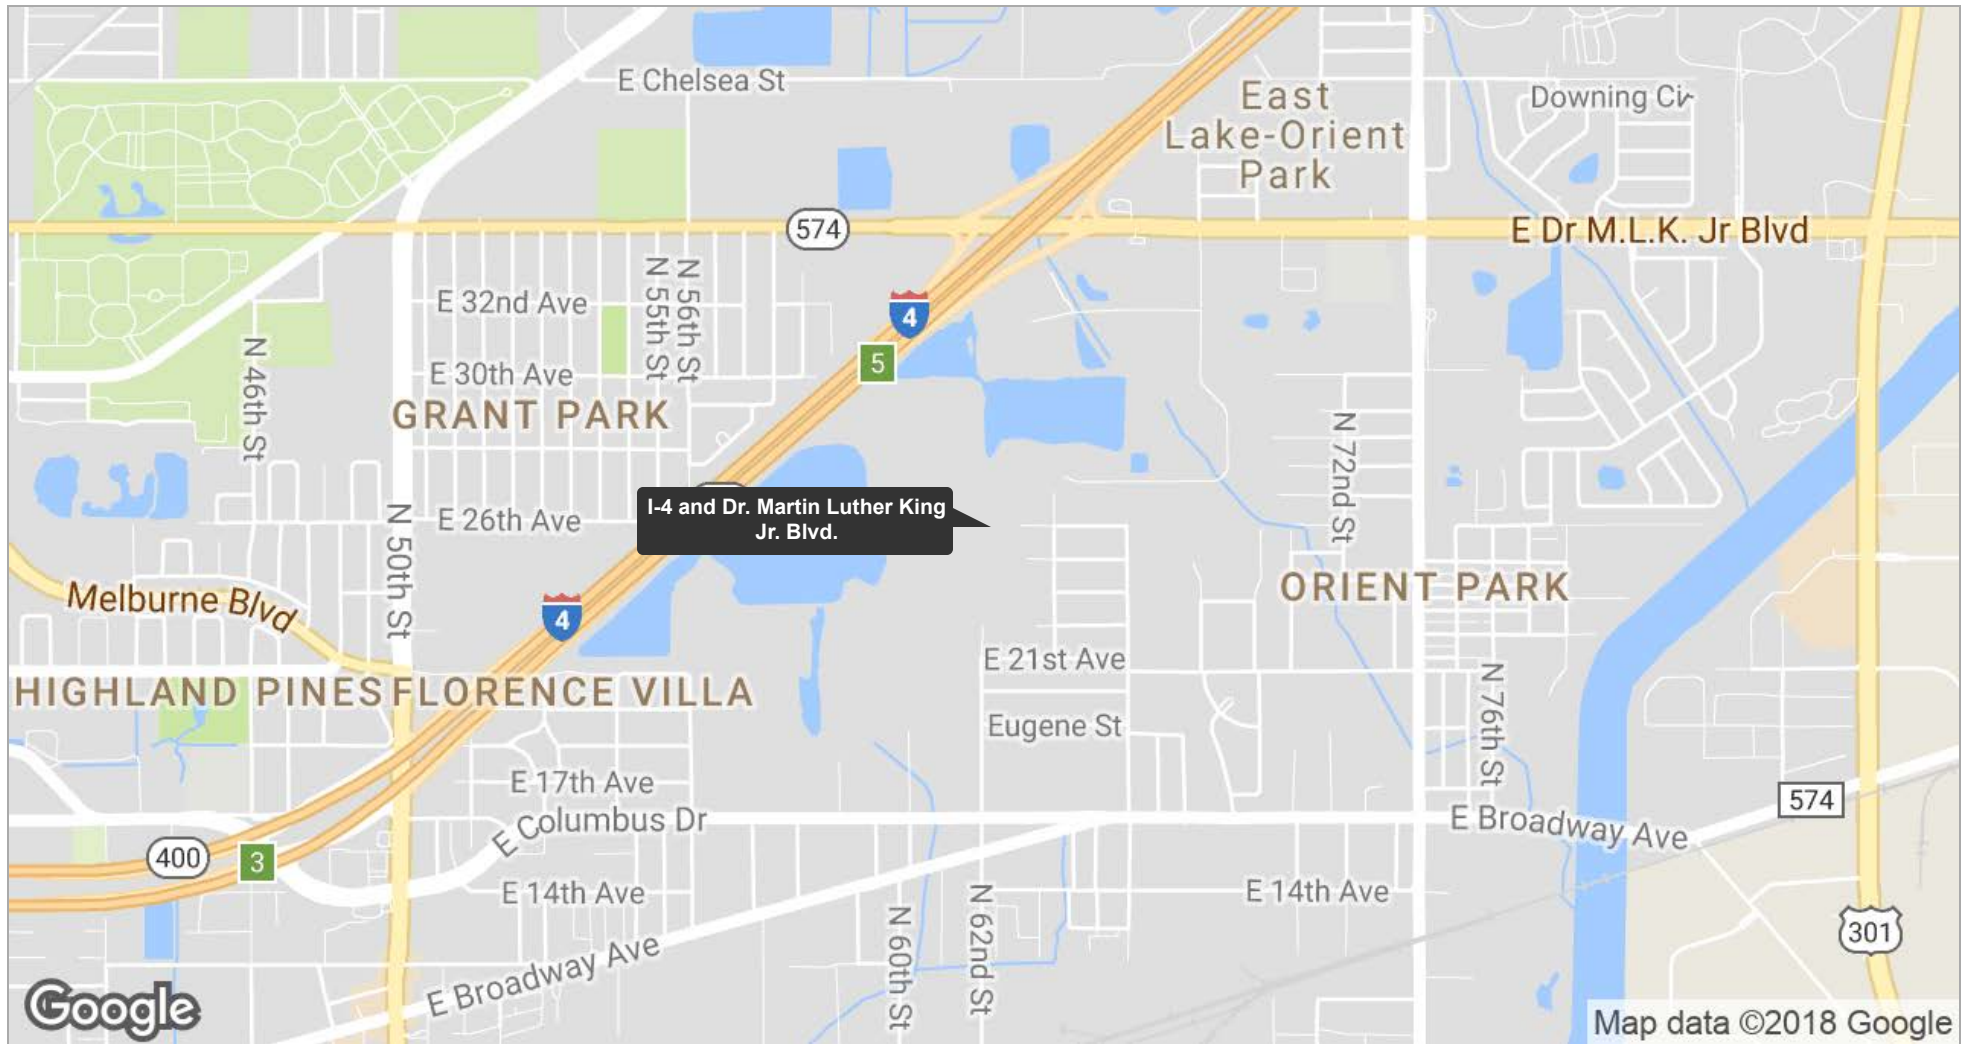 E Chelsea St
East
Lake-Orient
Park
Downing Cir
574
E Dr M.L.K. Jr Blvd
N 55th St
N 56th St
E 32nd Ave
4
5
N 46th St
E 30th Ave
GRANT PARK
N 72nd St
N 50th St
E 26th Ave
I-4 and Dr. Martin Luther King
Jr. Blvd.
Melburne Blvd
4
ORIENT PARK
E 21st Ave
HIGHLAND PINES
FLORENCE VILLA
N 76th St
Eugene St
E 17th Ave
574
E Columbus Dr
E Broadway Ave
400
3
E 14th Ave
E 14th Ave
N 60th St
N 62nd St
301
E Broadway Ave
Google
Map data ©2018 Google